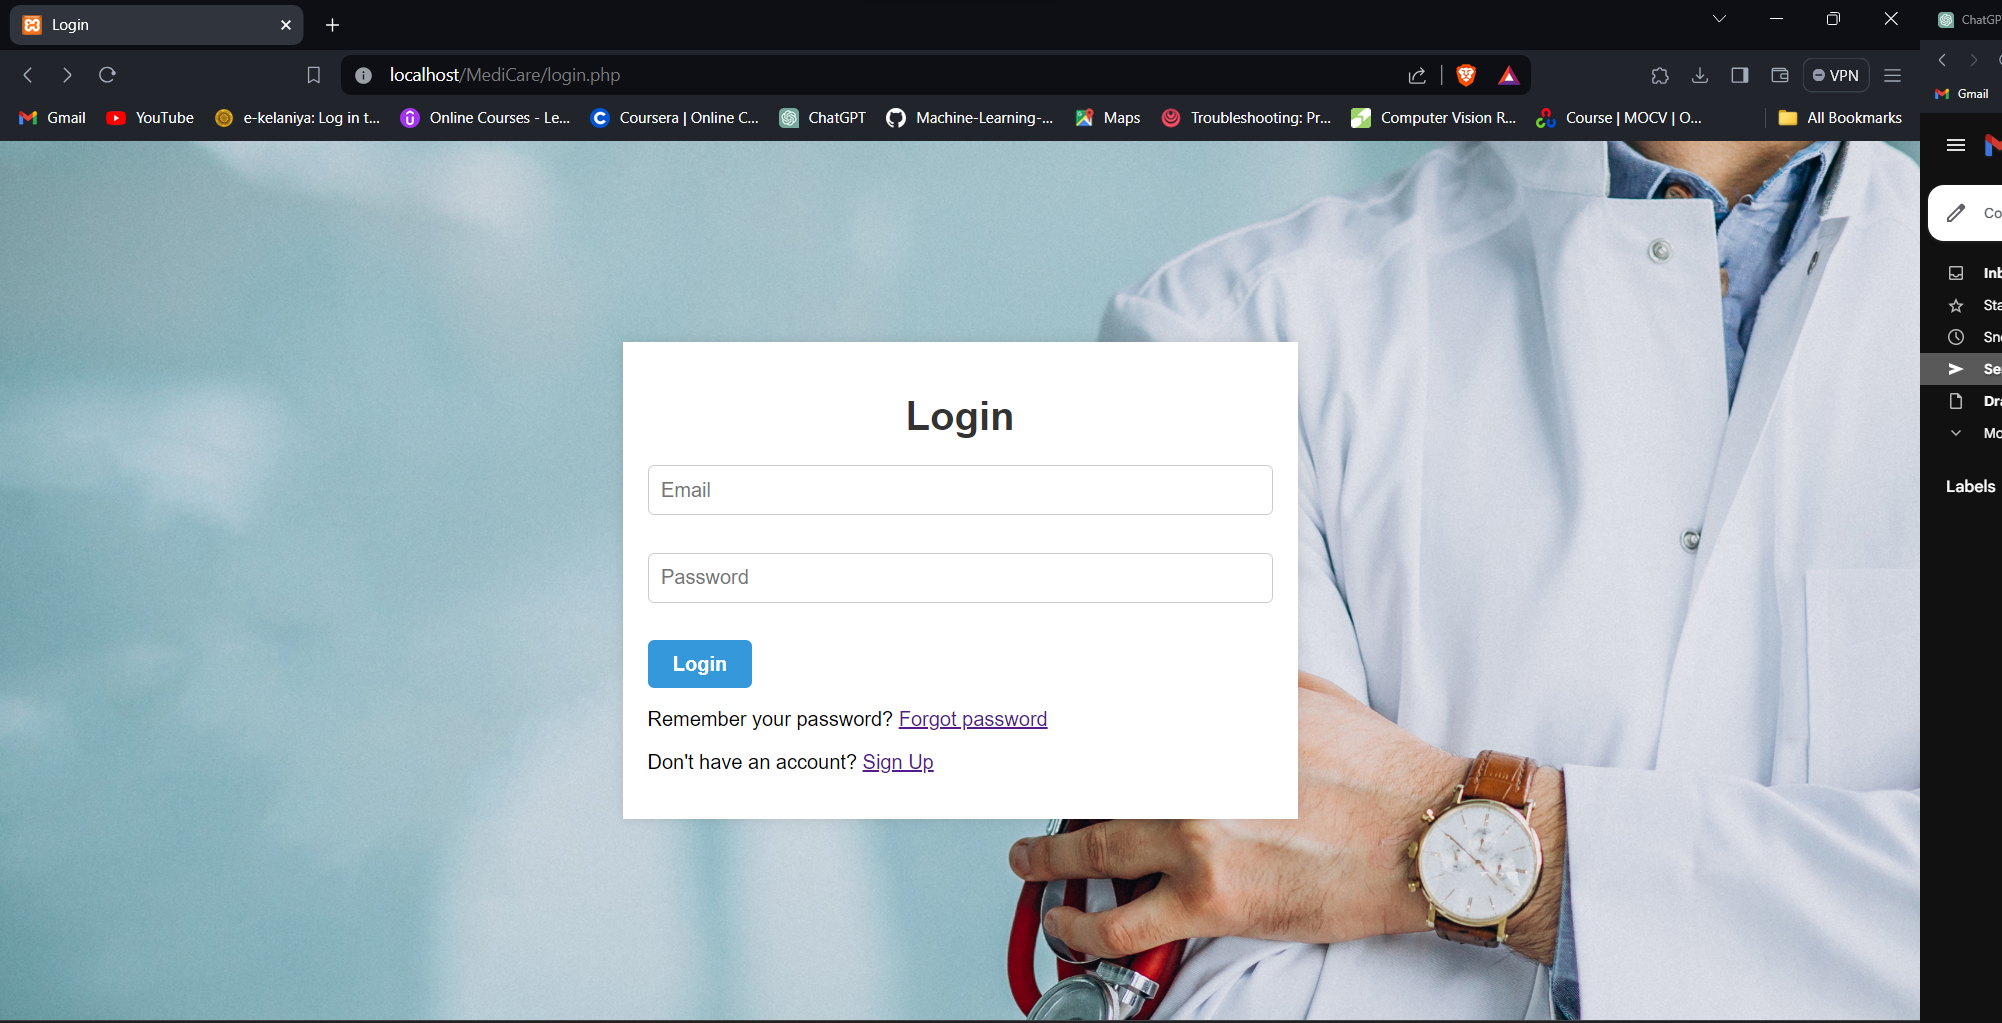 Login
ChatGP
localhost/MediCare/login.php
VPN
Gmail
Gmail
YouTube
e-kelaniya: Log in t...
Online Courses - Le...
Coursera | Online C...
ChatGPT
Machine-Learning-...
Maps
Troubleshooting: Pr...
Computer Vision R...
Course | MOCV | O...
All Bookmarks
Co
Inb
Sta
Sno
Se
Dra
Mo
Labels
Login
Email
Password
Login
Remember your password? Forgot password
Don't have an account? Sign Up